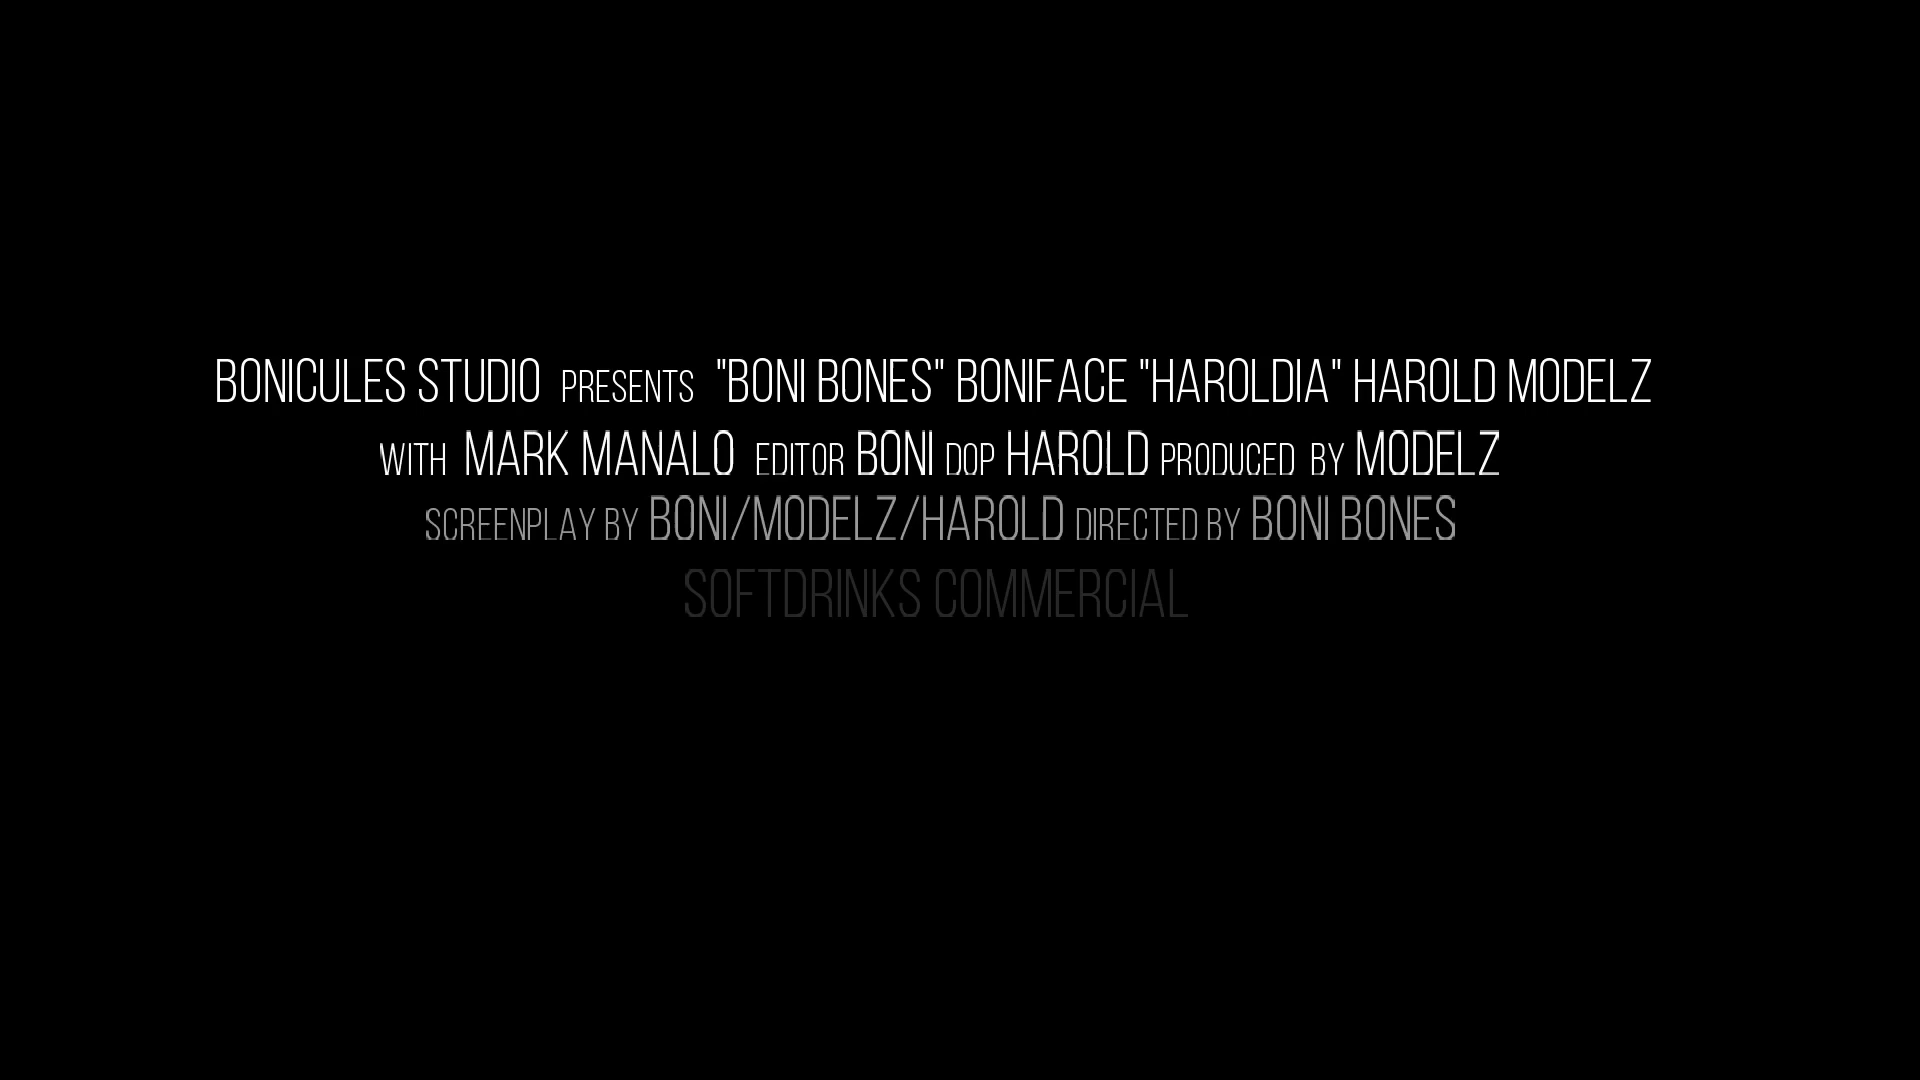 BONICULES STUDIO PRESENTS "BONI BONES" BONIFACE "HAROLDIA" HAROLD MODELZ
WITH MARK MANALO EDITOR BONI DOP HAROLD PRODUCED BY MODELZ
SCREENPLAY BY BONI/MODELZ/HAROLD DIRECTED BY BONI BONES
SOFTDRINKS COMMERCIAL